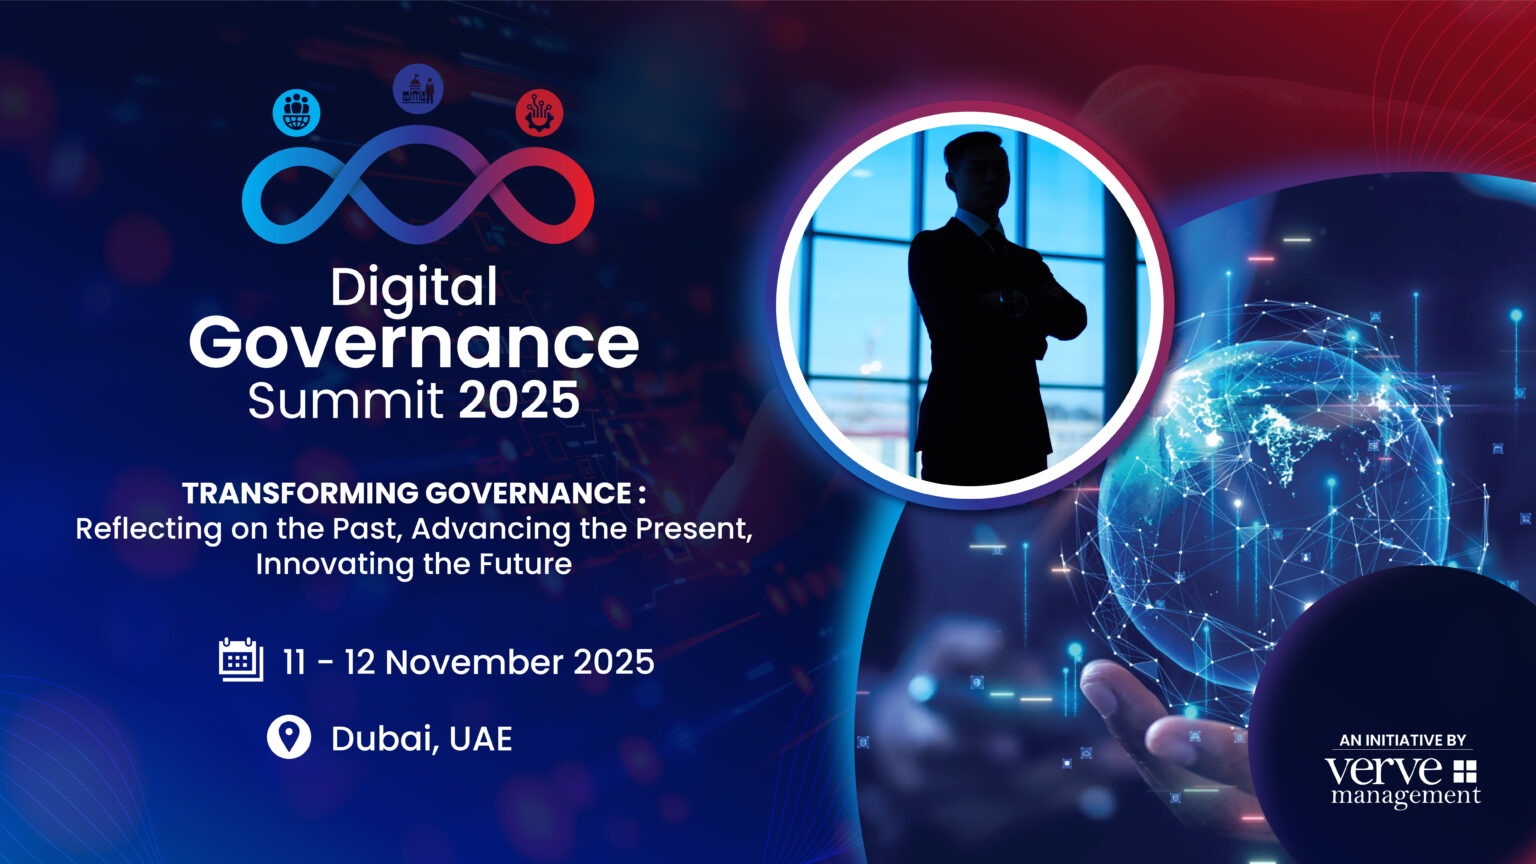 Digital
Governance
Summit 2025
TRANSFORMING GOVERNANCE :
Reflecting on the Past, Advancing the Present,
Innovating the Future
11 - 12 November 2025
Dubai, UAE
AN INITIATIVE BY
verve
management